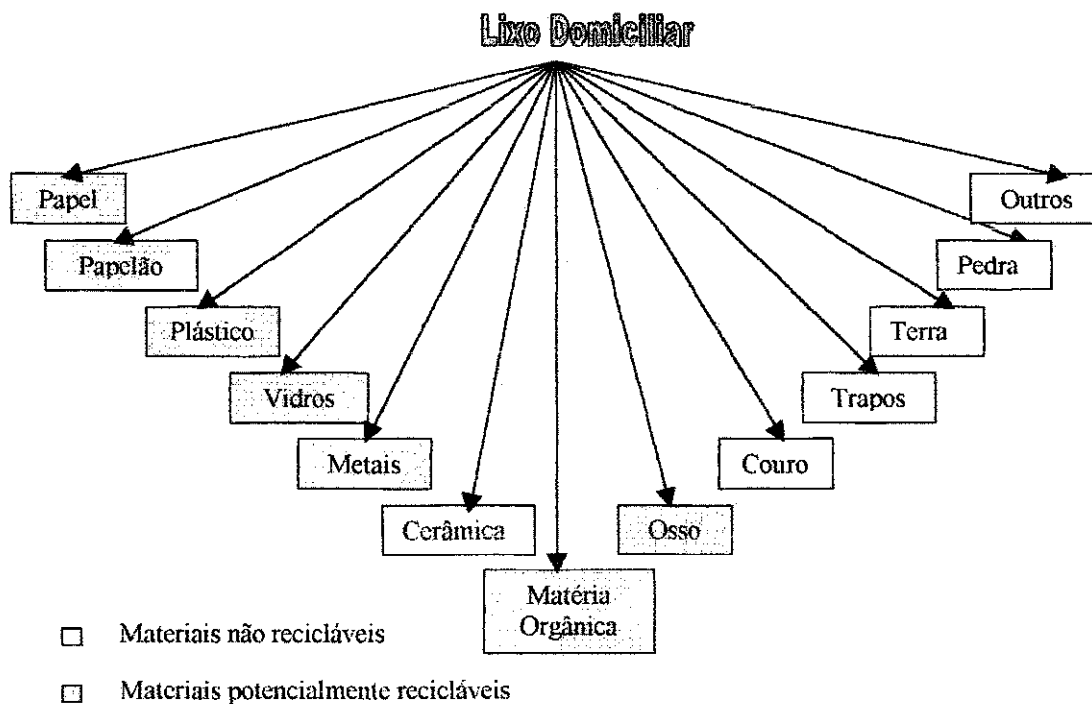 Lixo Domiciliar
Papel
Outros
Papelão
Pedra
Plástico
Terra
Vidros
Trapos
Metais
Couro
Cerâmica
Osso
Matéria
Orgânica
Materiais não recicláveis
Materiais potencialmente recicláveis